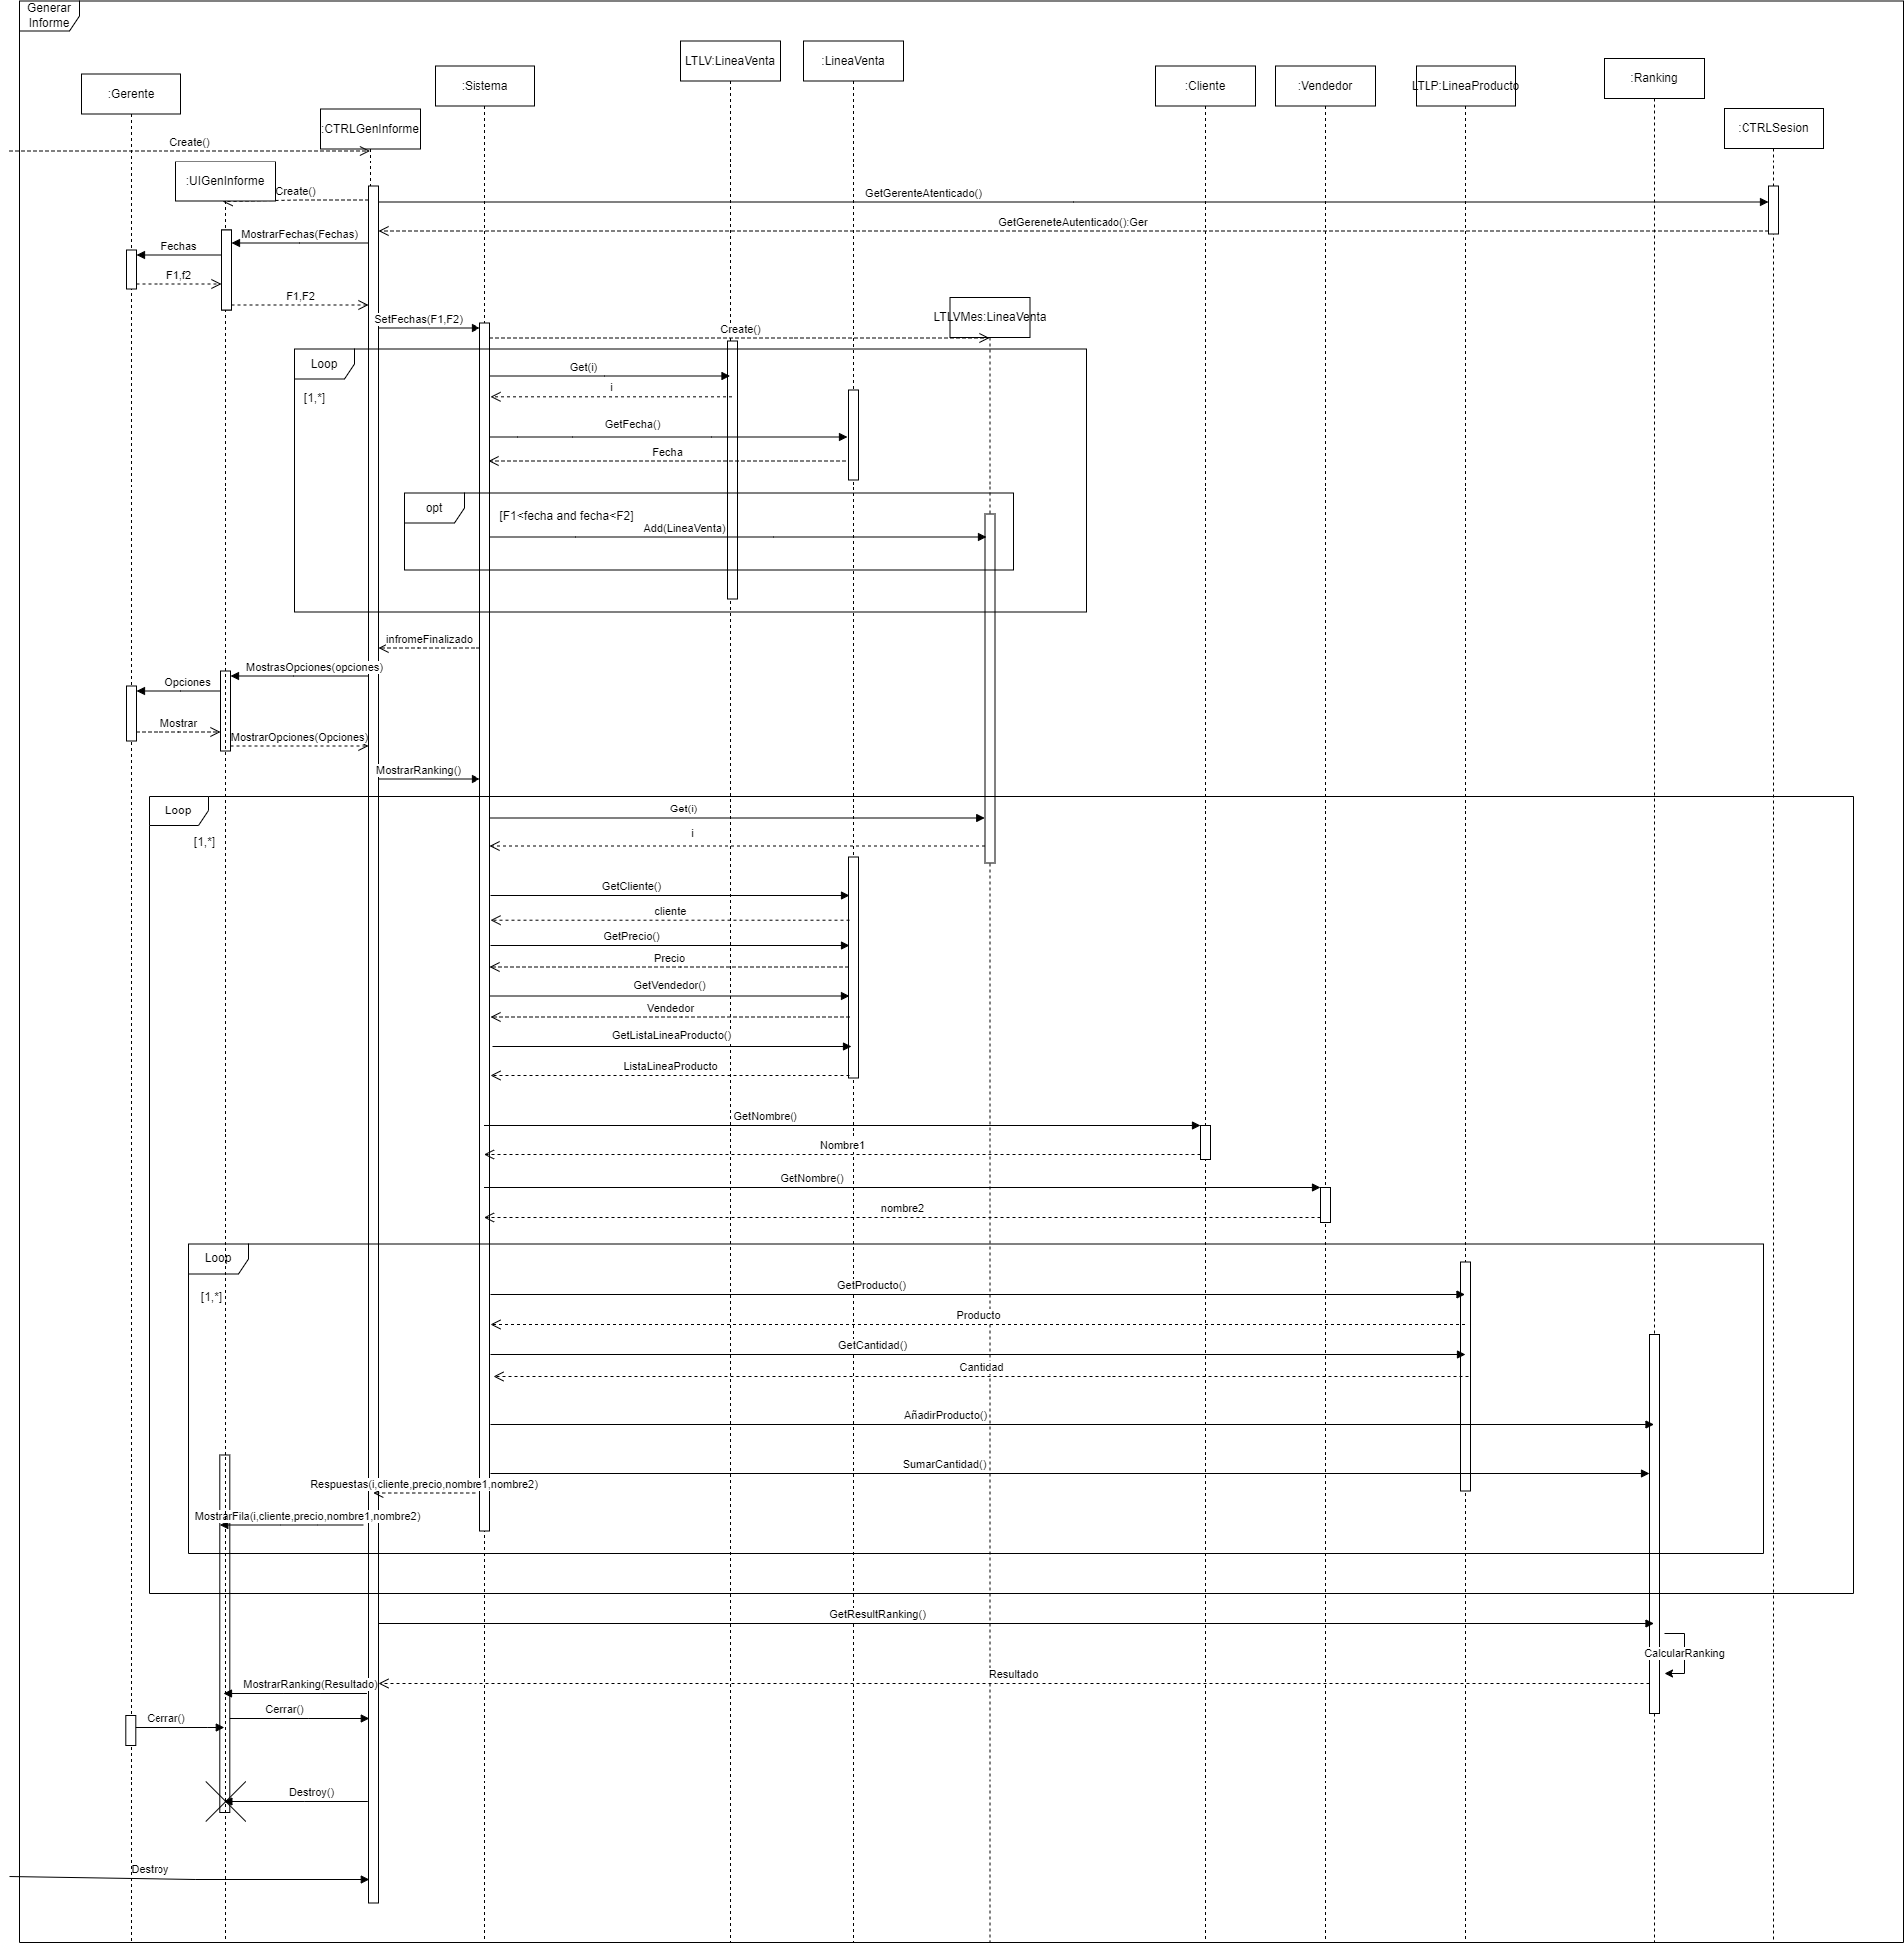 Generar
Informe
LTLV:LineaVenta
:LineaVenta
:Sistema
:Cliente
:Vendedor
LTLP:LineaProducto
:Ranking
:Gerente
:CTRLGenInforme
:CTRLSesion
Create()
:UIGenInforme
Create()
GetGerenteAtenticado()
GetGereneteAutenticado():Ger
MostrarFechas(Fechas)
Fechas
F1,f2
F1,F2
SetFechas(F1,F2)
LTLVMes:LineaVenta
Create()
Loop
[1,*]
Get(i)
i
GetFecha()
Fecha
opt
[F1<fecha and fecha<F2]
Add(LineaVenta)
infromeFinalizado
MostrasOpciones(opciones)
Opciones
Mostrar
MostrarOpciones(Opciones)
MostrarRanking()
Loop
[1,*]
Get(i)
i
GetCliente()
cliente
GetPrecio()
Precio
GetVendedor()
Vendedor
GetListaLineaProducto()
ListaLineaProducto
GetNombre()
Nombre1
GetNombre()
nombre2
Loop
[1,*]
GetProducto()
Producto
GetCantidad()
Cantidad
AñadirProducto()
SumarCantidad()
Respuestas(i,cliente,precio,nombre1,nombre2)
MostrarFila(i,cliente,precio,nombre1,nombre2)
GetResultRanking()
CalcularRanking
Resultado
MostrarRanking(Resultado)
Cerrar()
Cerrar()
Destroy()
Destroy